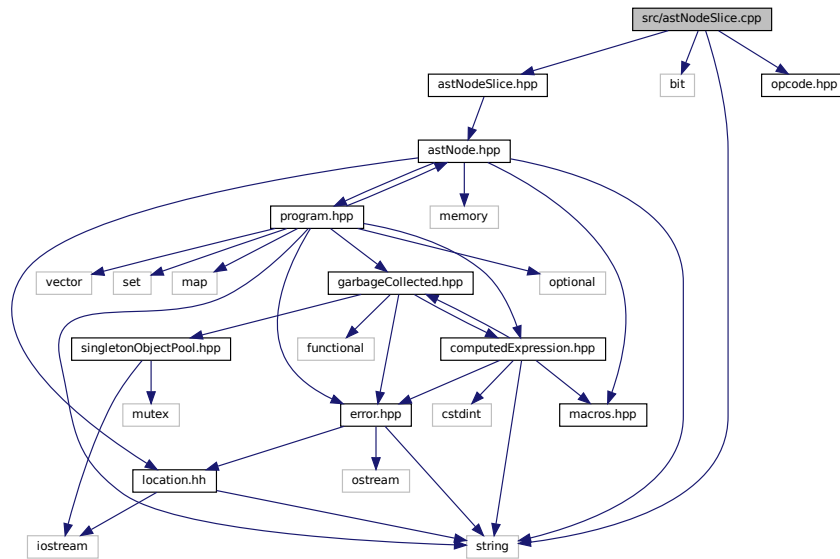 src/astNodeSlice.cpp
astNodeSlice.hpp
bit
opcode.hpp
astNode.hpp
program.hpp
memory
vector
set
map
garbageCollected.hpp
optional
singletonObjectPool.hpp
functional
computedExpression.hpp
mutex
error.hpp
cstdint
macros.hpp
location.hh
ostream
iostream
string